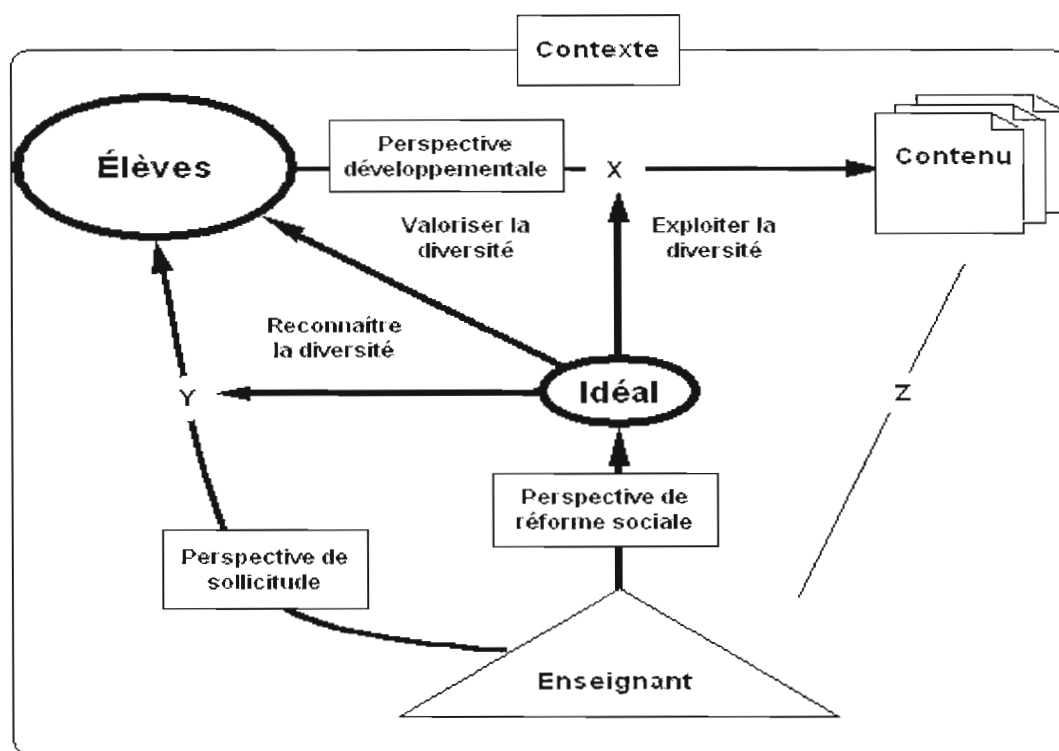 Contexte
Élèves
Perspective
développementale
X
Contenu
Valoriser la
diversité
Exploiter la
diversité
Reconnaître
la diversité
Y
Idéal
Z
Perspective de
réforme sociale
Perspective de
sollicitude
Enseignant